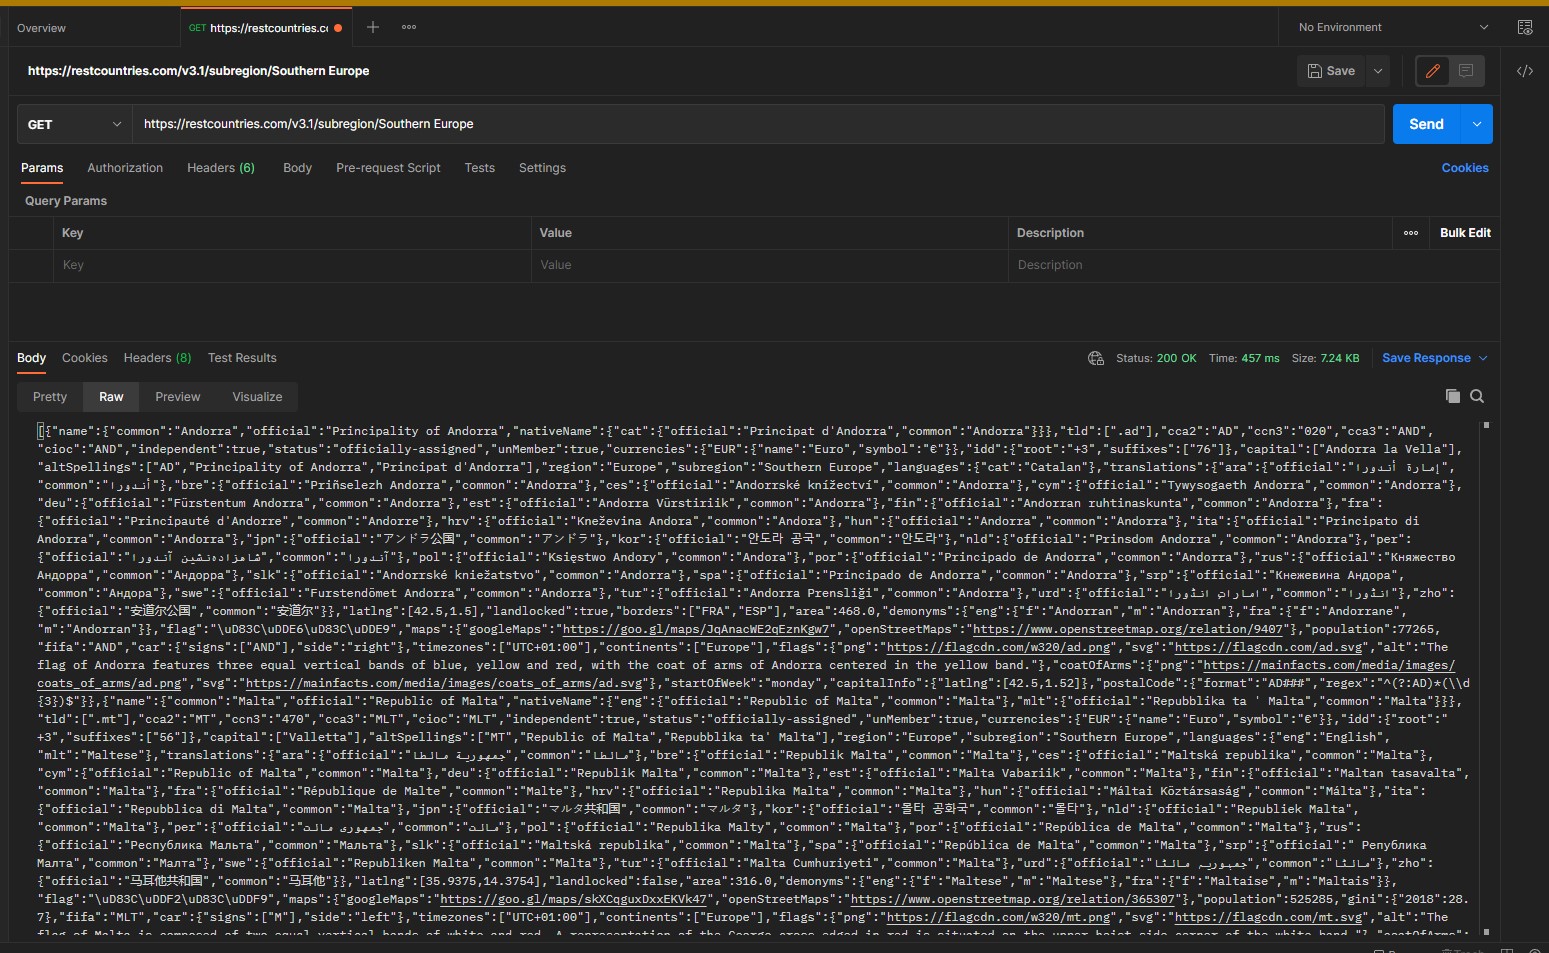 Overview
GET https://restcountries.co
No Environment
https://restcountries.com/v3.1/subregion/Southern Europe
Save
GET
https://restcountries.com/v3.1/subregion/Southern Europe
Send
Params
Authorization
Headers (6)
Body
Pre-request Script
Tests
Settings
Cookies
Query Params
Key
Value
Description
Bulk Edit
Key
Value
Description
Body
Cookies
Headers (8)
Test Results
Status: 200 OK
Time: 457 ms
Size: 7.24 KB
Save Response
Pretty
Raw
Preview
Visualize
[{"name":{"common":"Andorra","official":"Principality of Andorra","nativeName":{"cat":{"official":"Principat d'Andorra","common":"Andorra"}}},"tld":[".ad"],"cca2":"AD","ccn3":"020","cca3":"AND",
"cioc":"AND","independent":true,"status":"officially-assigned","unMember":true,"currencies":{"EUR":{"name":"Euro","symbol":"€"}},"idd":{"root":"+3","suffixes":["76"]},"capital":["Andorra la Vella"],
"altSpellings":["AD","Principality of Andorra","Principat d'Andorra"],"region":"Europe","subregion":"Southern Europe","languages":{"cat":"Catalan"},"translations":{"ara":{"official":"إمارة أندورا",
"common":"أندورا"},"bre":{"official":"Priñselezh Andorra","common":"Andorra"},"ces":{"official":"Andorrské knížectví","common":"Andorra"},"cym":{"official":"Tywysogaeth Andorra","common":"Andorra"},
"deu":{"official":"Fürstentum Andorra","common":"Andorra"},"est":{"official":"Andorra Vürstiriik","common":"Andorra"},"fin":{"official":"Andorran ruhtinaskunta","common":"Andorra"},"fra":
{"official":"Principauté d'Andorre","common":"Andorre"},"hrv":{"official":"Kneževina Andora","common":"Andora"},"hun":{"official":"Andorra","common":"Andorra"},"ita":{"official":"Principato di
Andorra","common":"Andorra"},"jpn":{"official":"アンドラ公国","common":"アンドラ"},"kor":{"official":"안도라 공국","common":"안도라"},"nld":{"official":"Prinsdom Andorra","common":"Andorra"},"per":
{"official":"شاهزاده‌نشین آندورا","common":"آندورا"},"pol":{"official":"Księstwo Andory","common":"Andora"},"por":{"official":"Principado de Andorra","common":"Andorra"},"rus":{"official":"Княжество
Андорра","common":"Андорра"},"slk":{"official":"Andorrské kniežatstvo","common":"Andorra"},"spa":{"official":"Principado de Andorra","common":"Andorra"},"srp":{"official":"Кнежевина Андора",
"common":"Андора"},"swe":{"official":"Furstendömet Andorra","common":"Andorra"},"tur":{"official":"Andorra Prensliği","common":"Andorra"},"urd":{"official":"اماراتِ انڈورا","common":"انڈورا"},"zho":
{"official":"安道尔公国","common":"安道尔"}},"latlng":[42.5,1.5],"landlocked":true,"borders":["FRA","ESP"],"area":468.0,"demonyms":{"eng":{"f":"Andorran","m":"Andorran"},"fra":{"f":"Andorrane",
"m":"Andorran"}},"flag":"\uD83C\uDDE6\uD83C\uDDE9","maps":{"googleMaps":"https://goo.gl/maps/JqAnacWE2qEznKgw7","openStreetMaps":"https://www.openstreetmap.org/relation/9407"},"population":77265,
"fifa":"AND","car":{"signs":["AND"],"side":"right"},"timezones":["UTC+01:00"],"continents":["Europe"],"flags":{"png":"https://flagcdn.com/w320/ad.png","svg":"https://flagcdn.com/ad.svg","alt":"The
flag of Andorra features three equal vertical bands of blue, yellow and red, with the coat of arms of Andorra centered in the yellow band."},"coatOfArms":{"png":"https://mainfacts.com/media/images/
coats_of_arms/ad.png","svg":"https://mainfacts.com/media/images/coats_of_arms/ad.svg"},"startOfWeek":"monday","capitalInfo":{"latlng":[42.5,1.52]},"postalCode":{"format":"AD###","regex":"^(?:AD)*(\\d
{3})$"}},{"name":{"common":"Malta","official":"Republic of Malta","nativeName":{"eng":{"official":"Republic of Malta","common":"Malta"},"mlt":{"official":"Repubblika ta ' Malta","common":"Malta"}}},
"tld":[".mt"],"cca2":"MT","ccn3":"470","cca3":"MLT","cioc":"MLT","independent":true,"status":"officially-assigned","unMember":true,"currencies":{"EUR":{"name":"Euro","symbol":"€"}},"idd":{"root":"
+3","suffixes":["56"]},"capital":["Valletta"],"altSpellings":["MT","Republic of Malta","Repubblika ta' Malta"],"region":"Europe","subregion":"Southern Europe","languages":{"eng":"English",
"mlt":"Maltese"},"translations":{"ara":{"official":"جمهورية مالطا","common":"مالطا"},"bre":{"official":"Republik Malta","common":"Malta"},"ces":{"official":"Maltská republika","common":"Malta"},
"cym":{"official":"Republic of Malta","common":"Malta"},"deu":{"official":"Republik Malta","common":"Malta"},"est":{"official":"Malta Vabariik","common":"Malta"},"fin":{"official":"Maltan tasavalta",
"common":"Malta"},"fra":{"official":"République de Malte","common":"Malte"},"hrv":{"official":"Republika Malta","common":"Malta"},"hun":{"official":"Máltai Köztársaság","common":"Málta"},"ita":
{"official":"Repubblica di Malta","common":"Malta"},"jpn":{"official":"マルタ共和国","common":"マルタ"},"kor":{"official":"몰타 공화국","common":"몰타"},"nld":{"official":"Republiek Malta",
"common":"Malta"},"per":{"official":"جمهوری مالت","common":"مالت"},"pol":{"official":"Republika Malty","common":"Malta"},"por":{"official":"República de Malta","common":"Malta"},"rus":
{"official":"Республика Мальта","common":"Мальта"},"slk":{"official":"Maltská republika","common":"Malta"},"spa":{"official":"República de Malta","common":"Malta"},"srp":{"official":" Република
Малта","common":"Малта"},"swe":{"official":"Republiken Malta","common":"Malta"},"tur":{"official":"Malta Cumhuriyeti","common":"Malta"},"urd":{"official":"جمہوریہ مالٹا","common":"مالٹا"},"zho":
{"official":"马耳他共和国","common":"马耳他"}},"latlng":[35.9375,14.3754],"landlocked":false,"area":316.0,"demonyms":{"eng":{"f":"Maltese","m":"Maltese"},"fra":{"f":"Maltaise","m":"Maltais"}},
"flag":"\uD83C\uDDF2\uD83C\uDDF9","maps":{"googleMaps":"https://goo.gl/maps/skXCqguxDxxEKVk47","openStreetMaps":"https://www.openstreetmap.org/relation/365307"},"population":525285,"gini":{"2018":28.
7},"fifa":"MLT","car":{"signs":["M"],"side":"left"},"timezones":["UTC+01:00"],"continents":["Europe"],"flags":{"png":"https://flagcdn.com/w320/mt.png","svg":"https://flagcdn.com/mt.svg","alt":"The
flag of Malta is composed of two equal vertical bands of white and red. A representation of the George cross edged in red is situated on the upper hoist-side corner of the white band."},"coatOfArms":